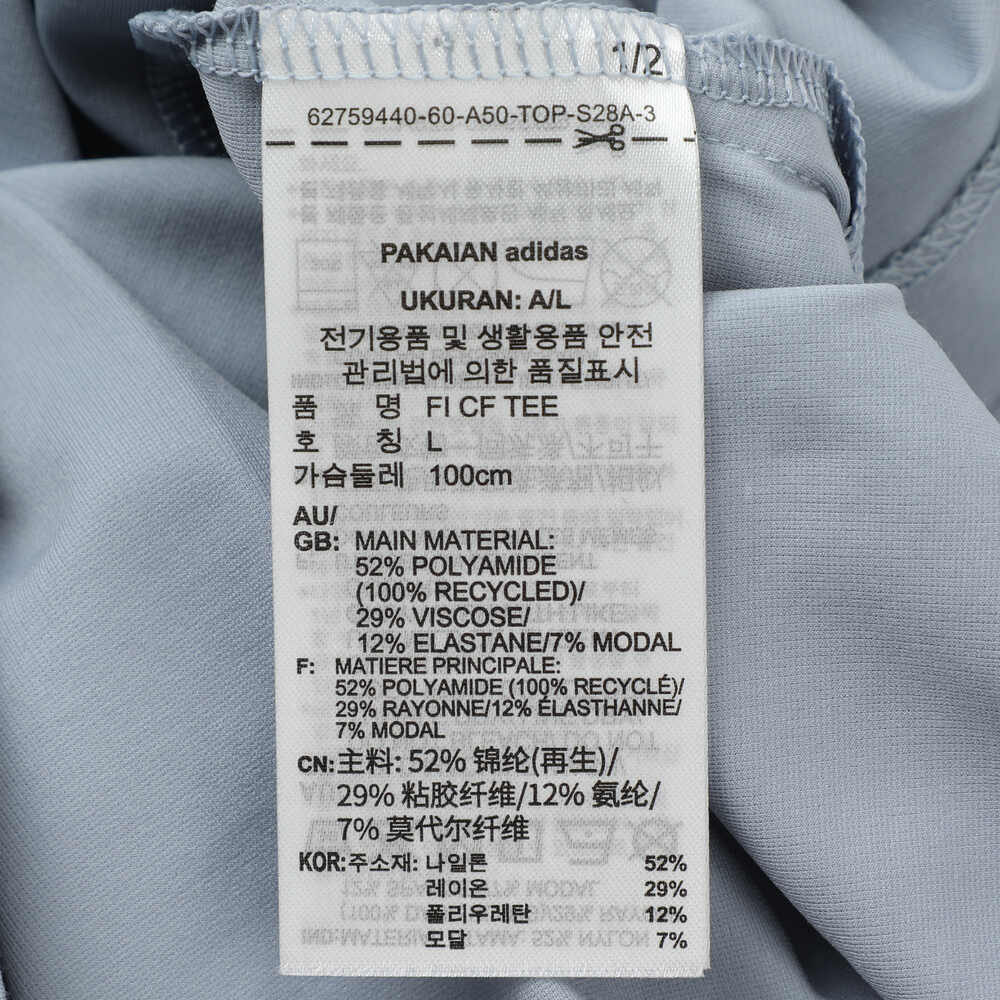 1/2
62759440-60-A50-TOP-S28A-3
PAKAIAN adidas
UKURAN: A/L
전기용품 및 생활용품 안전
관리법에 의한 품질표시
품 명 FI CF TEE
호 칭 L
가슴둘레 100cm
AU/
GB: MAIN MATERIAL:
52% POLYAMIDE
(100% RECYCLED)/
29% VISCOSE/
12% ELASTANE/7% MODAL
F: MATIERE PRINCIPALE:
52% POLYAMIDE (100% RECYCLÉ)/
29% RAYONNE/12% ÉLASTHANNE/
7% MODAL
CN:主料: 52% 锦纶(再生)/
29% 粘胶纤维/12% 氨纶/
7% 莫代尔纤维
KOR:주소재: 나일론 52%
레이온 29%
폴리우레탄 12%
모달 7%